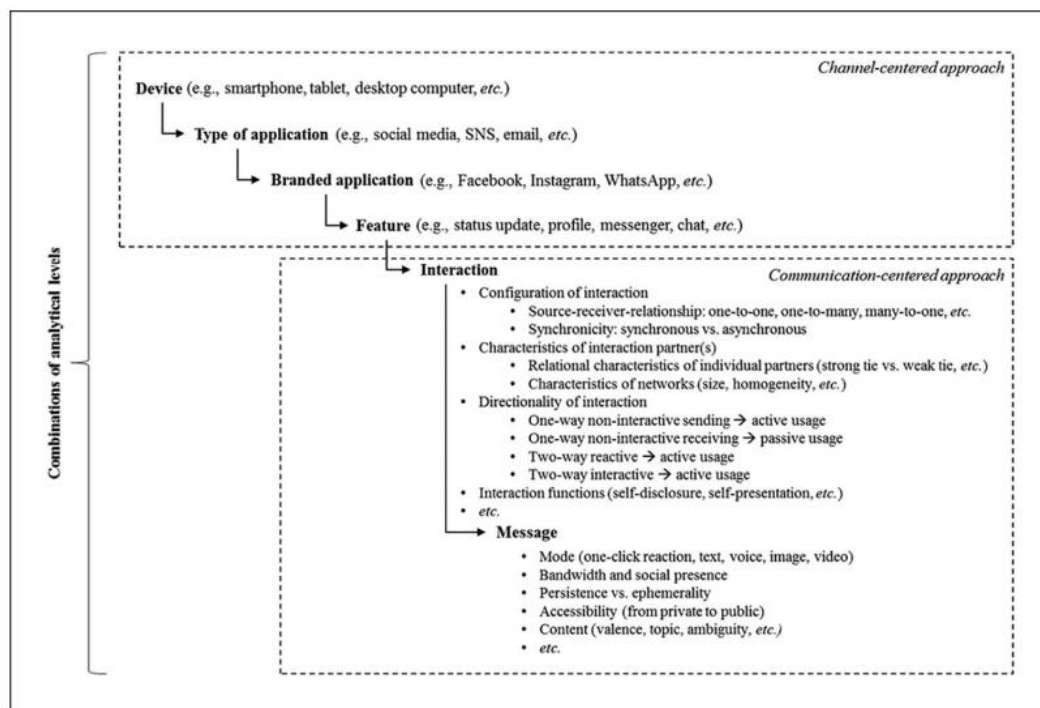 Channel-centered approach
Device (e.g., smartphone, tablet, desktop computer, etc.)
Type of application (e.g., social media, SNS, email, etc.)
Branded application (e.g., Facebook, Instagram, WhatsApp, etc.)
Feature (e.g., status update, profile, messenger, chat, etc.)
Combinations of analytical levels
Communication-centered approach
Interaction
• Configuration of interaction
• Source-receiver-relationship: one-to-one, one-to-many, many-to-one, etc.
• Synchronicity: synchronous vs. asynchronous
• Characteristics of interaction partner(s)
• Relational characteristics of individual partners (strong tie vs. weak tie, etc.)
• Characteristics of networks (size, homogeneity, etc.)
• Directionality of interaction
• One-way non-interactive sending → active usage
• One-way non-interactive receiving → passive usage
• Two-way reactive → active usage
• Two-way interactive → active usage
• Interaction functions (self-disclosure, self-presentation, etc.)
• etc.
Message
• Mode (one-click reaction, text, voice, image, video)
• Bandwidth and social presence
• Persistence vs. ephemerality
• Accessibility (from private to public)
• Content (valence, topic, ambiguity, etc.)
• etc.